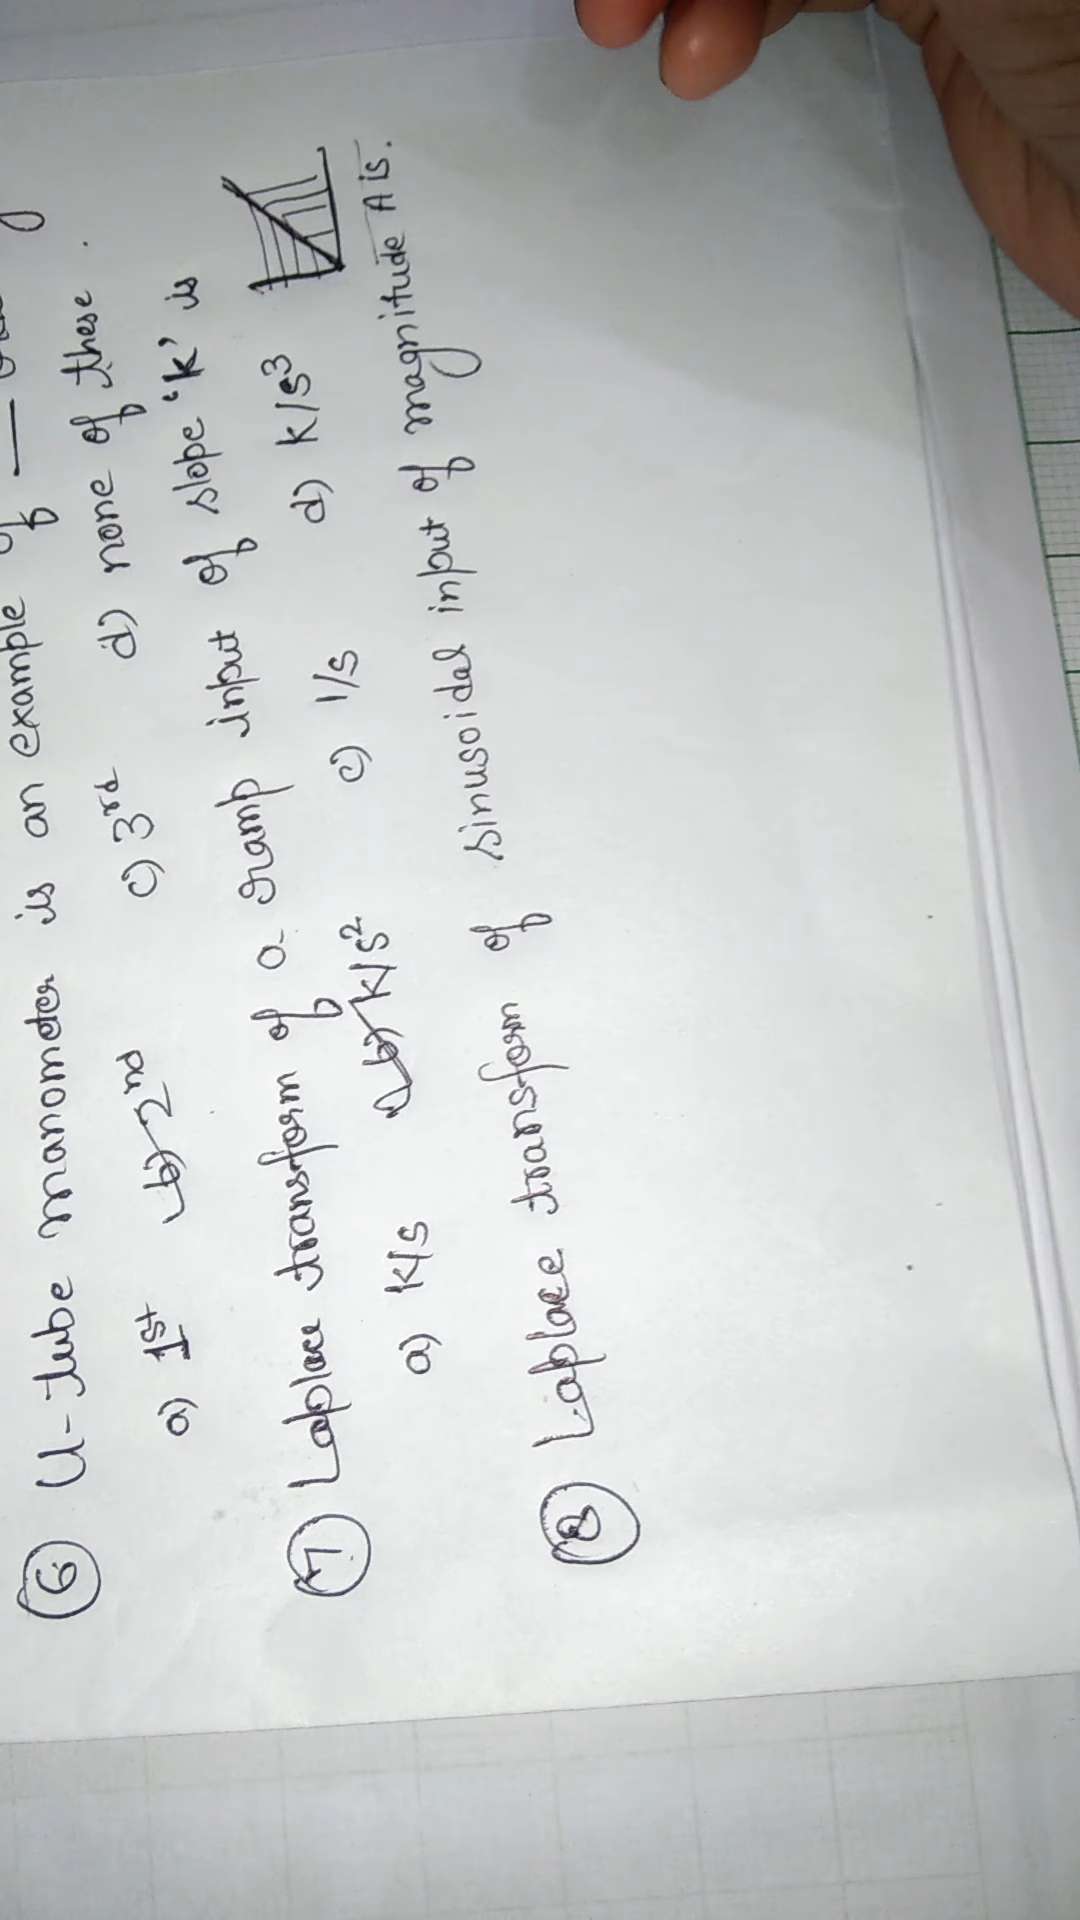 6 U-tube manometer is an example of —
a) 1st b) 2nd c) 3rd d) none of these.
7 Laplace transform of a ramp input of slope 'K' is
a) K/s b) K/s² c) 1/s d) K/s³
8 Laplace transform of sinusoidal input of magnitude A is.